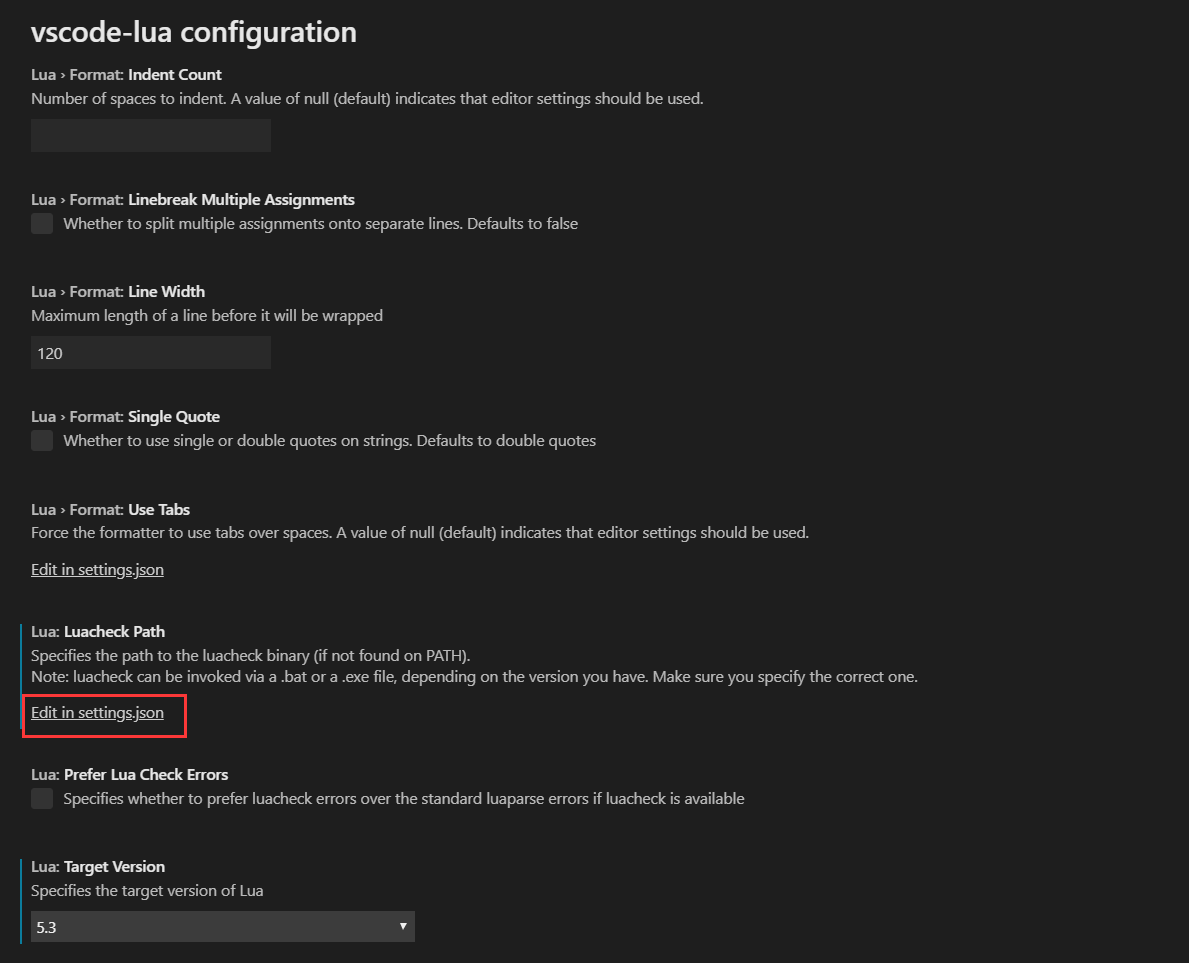 vscode-lua configuration
Lua › Format: Indent Count
Number of spaces to indent. A value of null (default) indicates that editor settings should be used.
Lua › Format: Linebreak Multiple Assignments
Whether to split multiple assignments onto separate lines. Defaults to false
Lua › Format: Line Width
Maximum length of a line before it will be wrapped
120
Lua › Format: Single Quote
Whether to use single or double quotes on strings. Defaults to double quotes
Lua › Format: Use Tabs
Force the formatter to use tabs over spaces. A value of null (default) indicates that editor settings should be used.
Edit in settings.json
Lua: Luacheck Path
Specifies the path to the luacheck binary (if not found on PATH).
Note: luacheck can be invoked via a .bat or a .exe file, depending on the version you have. Make sure you specify the correct one.
Edit in settings.json
Lua: Prefer Lua Check Errors
Specifies whether to prefer luacheck errors over the standard luaparse errors if luacheck is available
Lua: Target Version
Specifies the target version of Lua
5.3